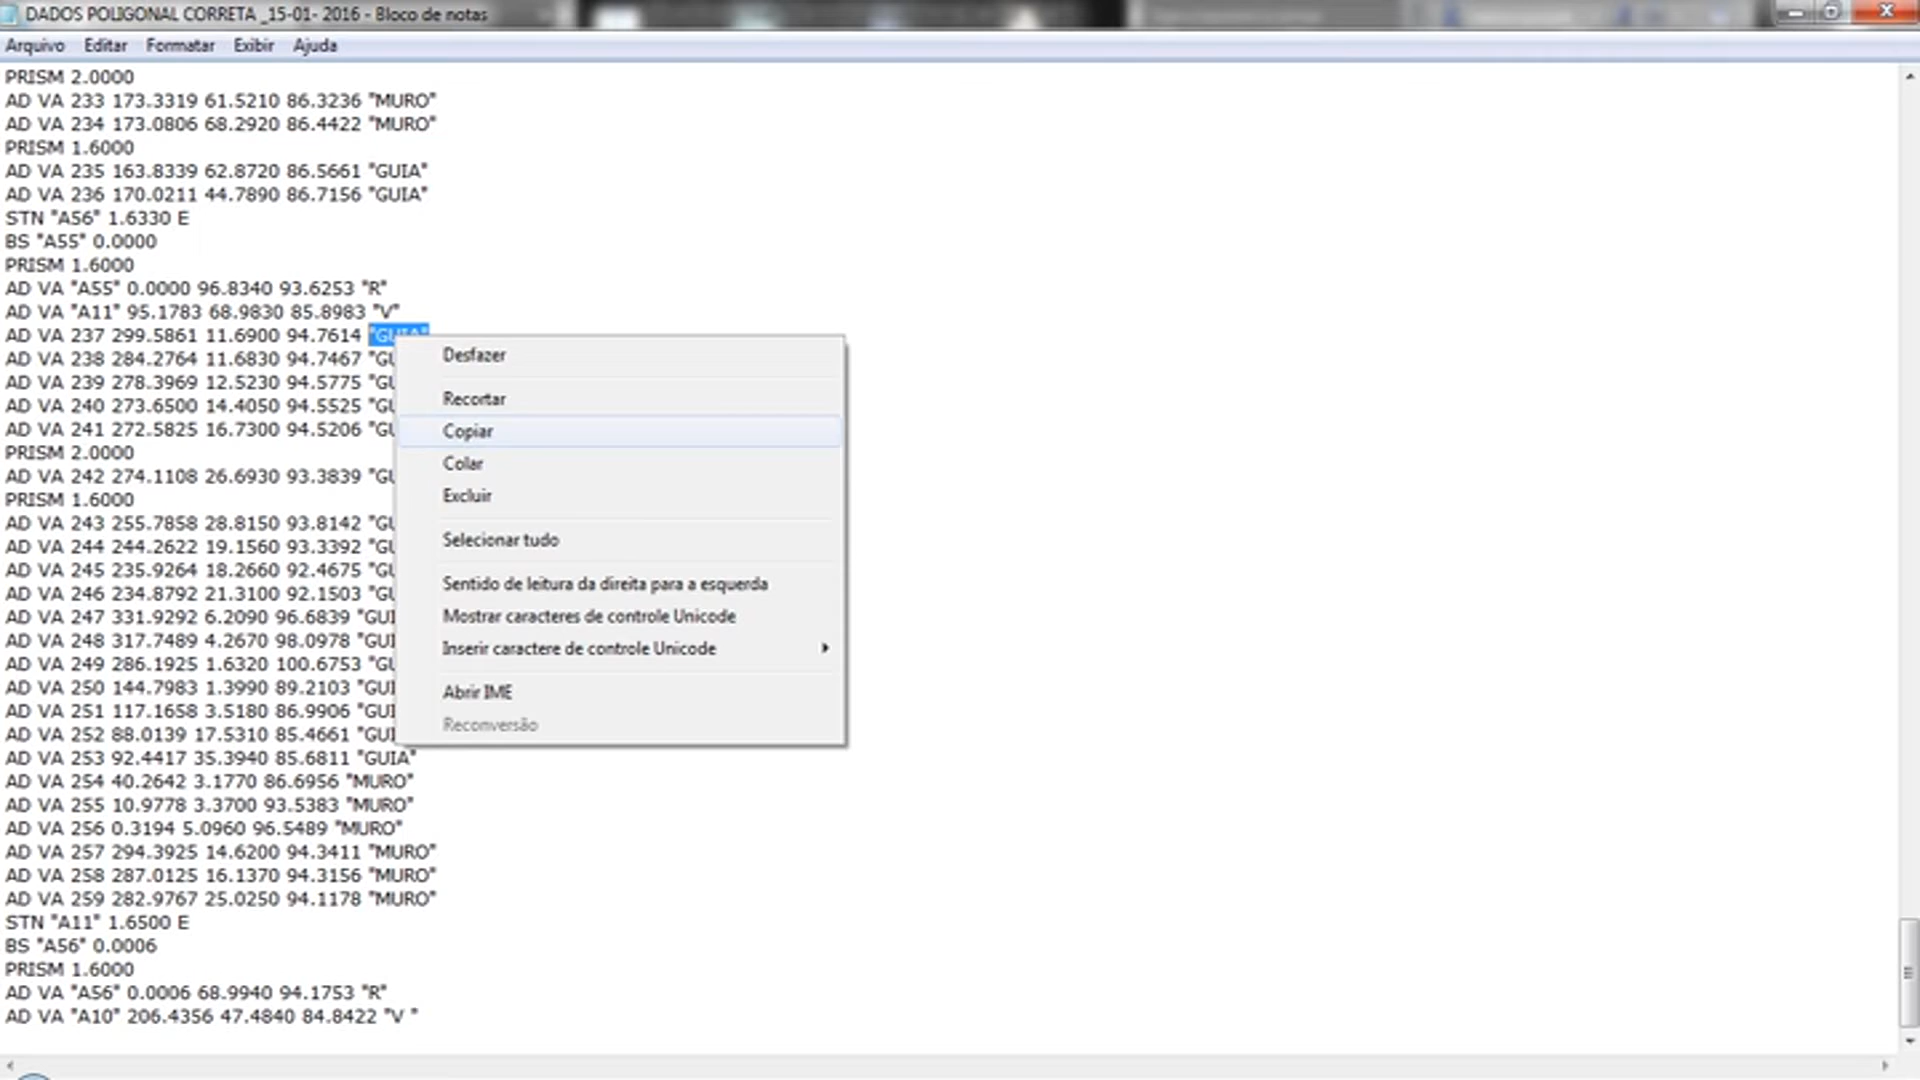 DADOS POLIGONAL CORRETA _15-01- 2016 - Bloco de notas
Arquivo Editar Formatar Exibir Ajuda
PRISM 2.0000
AD VA 233 173.3319 61.5210 86.3236 "MURO"
AD VA 234 173.0806 68.2920 86.4422 "MURO"
PRISM 1.6000
AD VA 235 163.8339 62.8720 86.5661 "GUIA"
AD VA 236 170.0211 44.7890 86.7156 "GUIA"
STN "A56" 1.6330 E
BS "A55" 0.0000
PRISM 1.6000
AD VA "A55" 0.0000 96.8340 93.6253 "R"
AD VA "A11" 95.1783 68.9830 85.8983 "V"
AD VA 237 299.5861 11.6900 94.7614 "GUIA"
AD VA 238 284.2764 11.6830 94.7467 "GU
AD VA 239 278.3969 12.5230 94.5775 "GU
AD VA 240 273.6500 14.4050 94.5525 "GU
AD VA 241 272.5825 16.7300 94.5206 "GU
PRISM 2.0000
AD VA 242 274.1108 26.6930 93.3839 "GU
PRISM 1.6000
AD VA 243 255.7858 28.8150 93.8142 "GU
AD VA 244 244.2622 19.1560 93.3392 "GU
AD VA 245 235.9264 18.2660 92.4675 "GU
AD VA 246 234.8792 21.3100 92.1503 "GU
AD VA 247 331.9292 6.2090 96.6839 "GUI
AD VA 248 317.7489 4.2670 98.0978 "GUI
AD VA 249 286.1925 1.6320 100.6753 "GU
AD VA 250 144.7983 1.3990 89.2103 "GUI
AD VA 251 117.1658 3.5180 86.9906 "GUI
AD VA 252 88.0139 17.5310 85.4661 "GUI
AD VA 253 92.4417 35.3940 85.6811 "GUIA"
AD VA 254 40.2642 3.1770 86.6956 "MURO"
AD VA 255 10.9778 3.3700 93.5383 "MURO"
AD VA 256 0.3194 5.0960 96.5489 "MURO"
AD VA 257 294.3925 14.6200 94.3411 "MURO"
AD VA 258 287.0125 16.1370 94.3156 "MURO"
AD VA 259 282.9767 25.0250 94.1178 "MURO"
STN "A11" 1.6500 E
BS "A56" 0.0006
PRISM 1.6000
AD VA "A56" 0.0006 68.9940 94.1753 "R"
AD VA "A10" 206.4356 47.4840 84.8422 "V "
Desfazer
Recortar
Copiar
Colar
Excluir
Selecionar tudo
Sentido de leitura da direita para a esquerda
Mostrar caracteres de controle Unicode
Inserir caractere de controle Unicode
Abrir IME
Reconversão